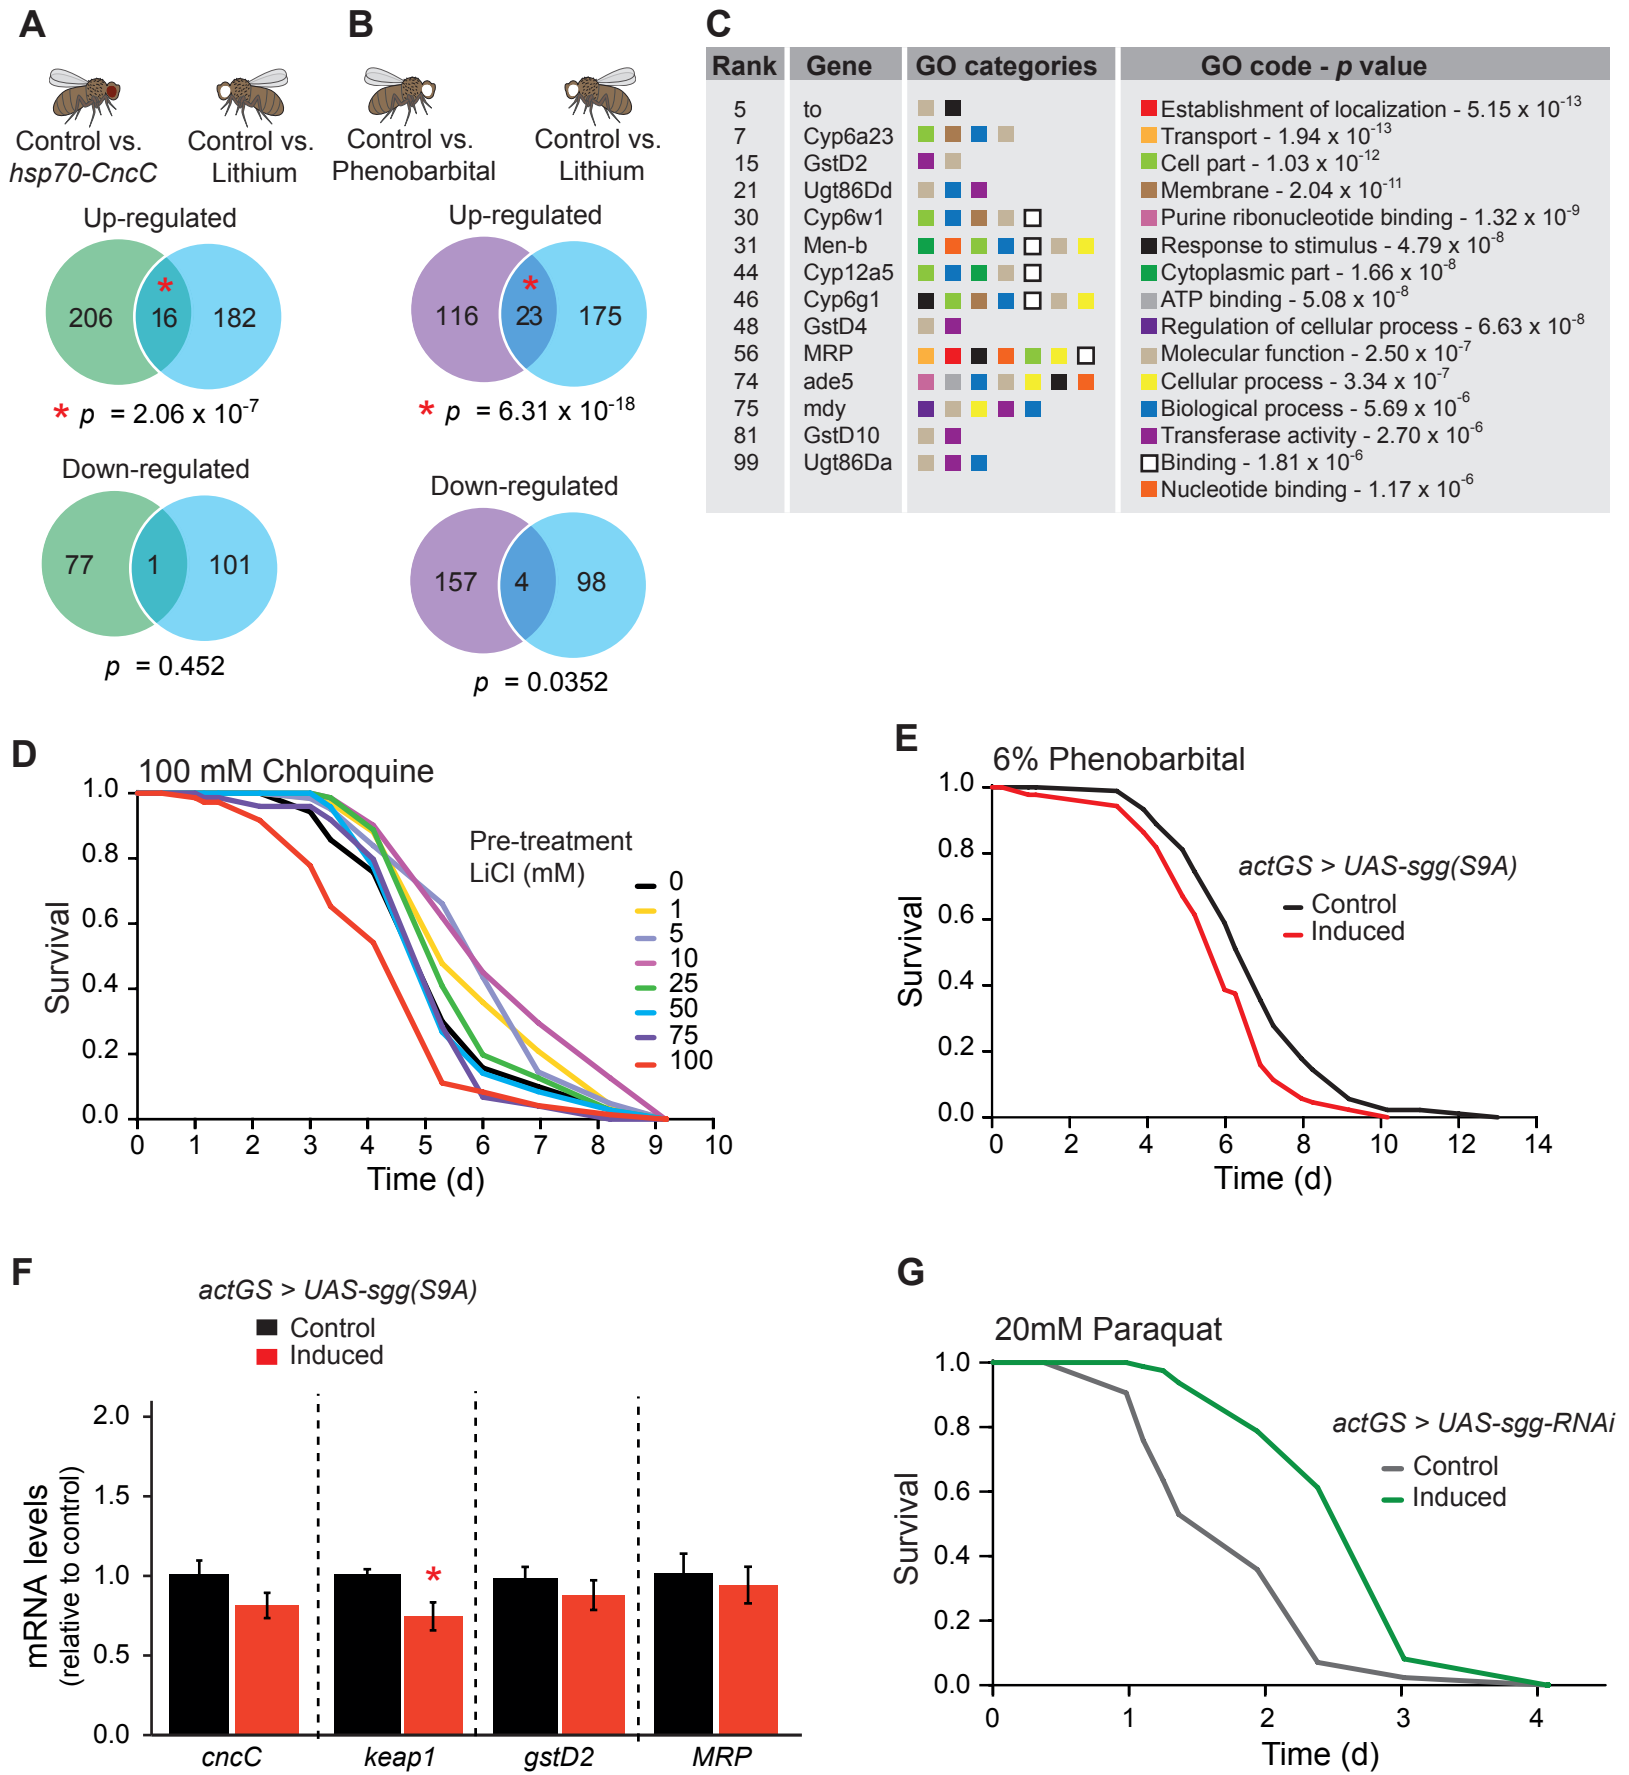 A
Control vs.
hsp70-CncC
Control vs.
Lithium
Up-regulated
206
*
16
182
* p = 2.06 x 10-7
Down-regulated
77
1
101
p = 0.452
B
Control vs.
Phenobarbital
Control vs.
Lithium
Up-regulated
116
*
23
175
* p = 6.31 x 10-18
Down-regulated
157
4
98
p = 0.0352
C
Rank Gene GO categories GO code - p value
5 to Establishment of localization - 5.15 x 10-13
7 Cyp6a23 Transport - 1.94 x 10-13
15 GstD2 Cell part - 1.03 x 10-12
21 Ugt86Dd Membrane - 2.04 x 10-11
30 Cyp6w1 Purine ribonucleotide binding - 1.32 x 10-9
31 Men-b Response to stimulus - 4.79 x 10-8
44 Cyp12a5 Cytoplasmic part - 1.66 x 10-8
46 Cyp6g1 ATP binding - 5.08 x 10-8
48 GstD4 Regulation of cellular process - 6.63 x 10-8
56 MRP Molecular function - 2.50 x 10-7
74 ade5 Cellular process - 3.34 x 10-7
75 mdy Biological process - 5.69 x 10-6
81 GstD10 Transferase activity - 2.70 x 10-6
99 Ugt86Da Binding - 1.81 x 10-6
Nucleotide binding - 1.17 x 10-6
D
100 mM Chloroquine
Survival
1.0
0.8
0.6
0.4
0.2
0.0
0 1 2 3 4 5 6 7 8 9 10
Time (d)
Pre-treatment
LiCl (mM)
0
1
5
10
25
50
75
100
E
6% Phenobarbital
Survival
1.0
0.8
0.6
0.4
0.2
0.0
0 2 4 6 8 10 12 14
Time (d)
actGS > UAS-sgg(S9A)
Control
Induced
F
actGS > UAS-sgg(S9A)
Control
Induced
mRNA levels
(relative to control)
2.0
1.5
1.0
0.5
0.0
*
cncC keap1 gstD2 MRP
G
20mM Paraquat
Survival
1.0
0.8
0.6
0.4
0.2
0.0
0 1 2 3 4
Time (d)
actGS > UAS-sgg-RNAi
Control
Induced